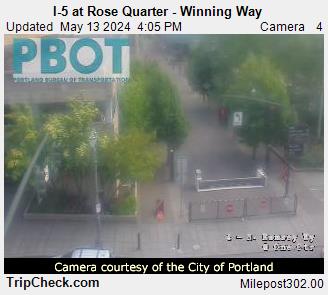 I-5 at Rose Quarter - Winning Way
Updated May 13 2024 4:05 PM Camera 4
PBOT
PORTLAND BUREAU OF TRANSPORTATION
Camera courtesy of the City of Portland
TripCheck.com Milepost302.00